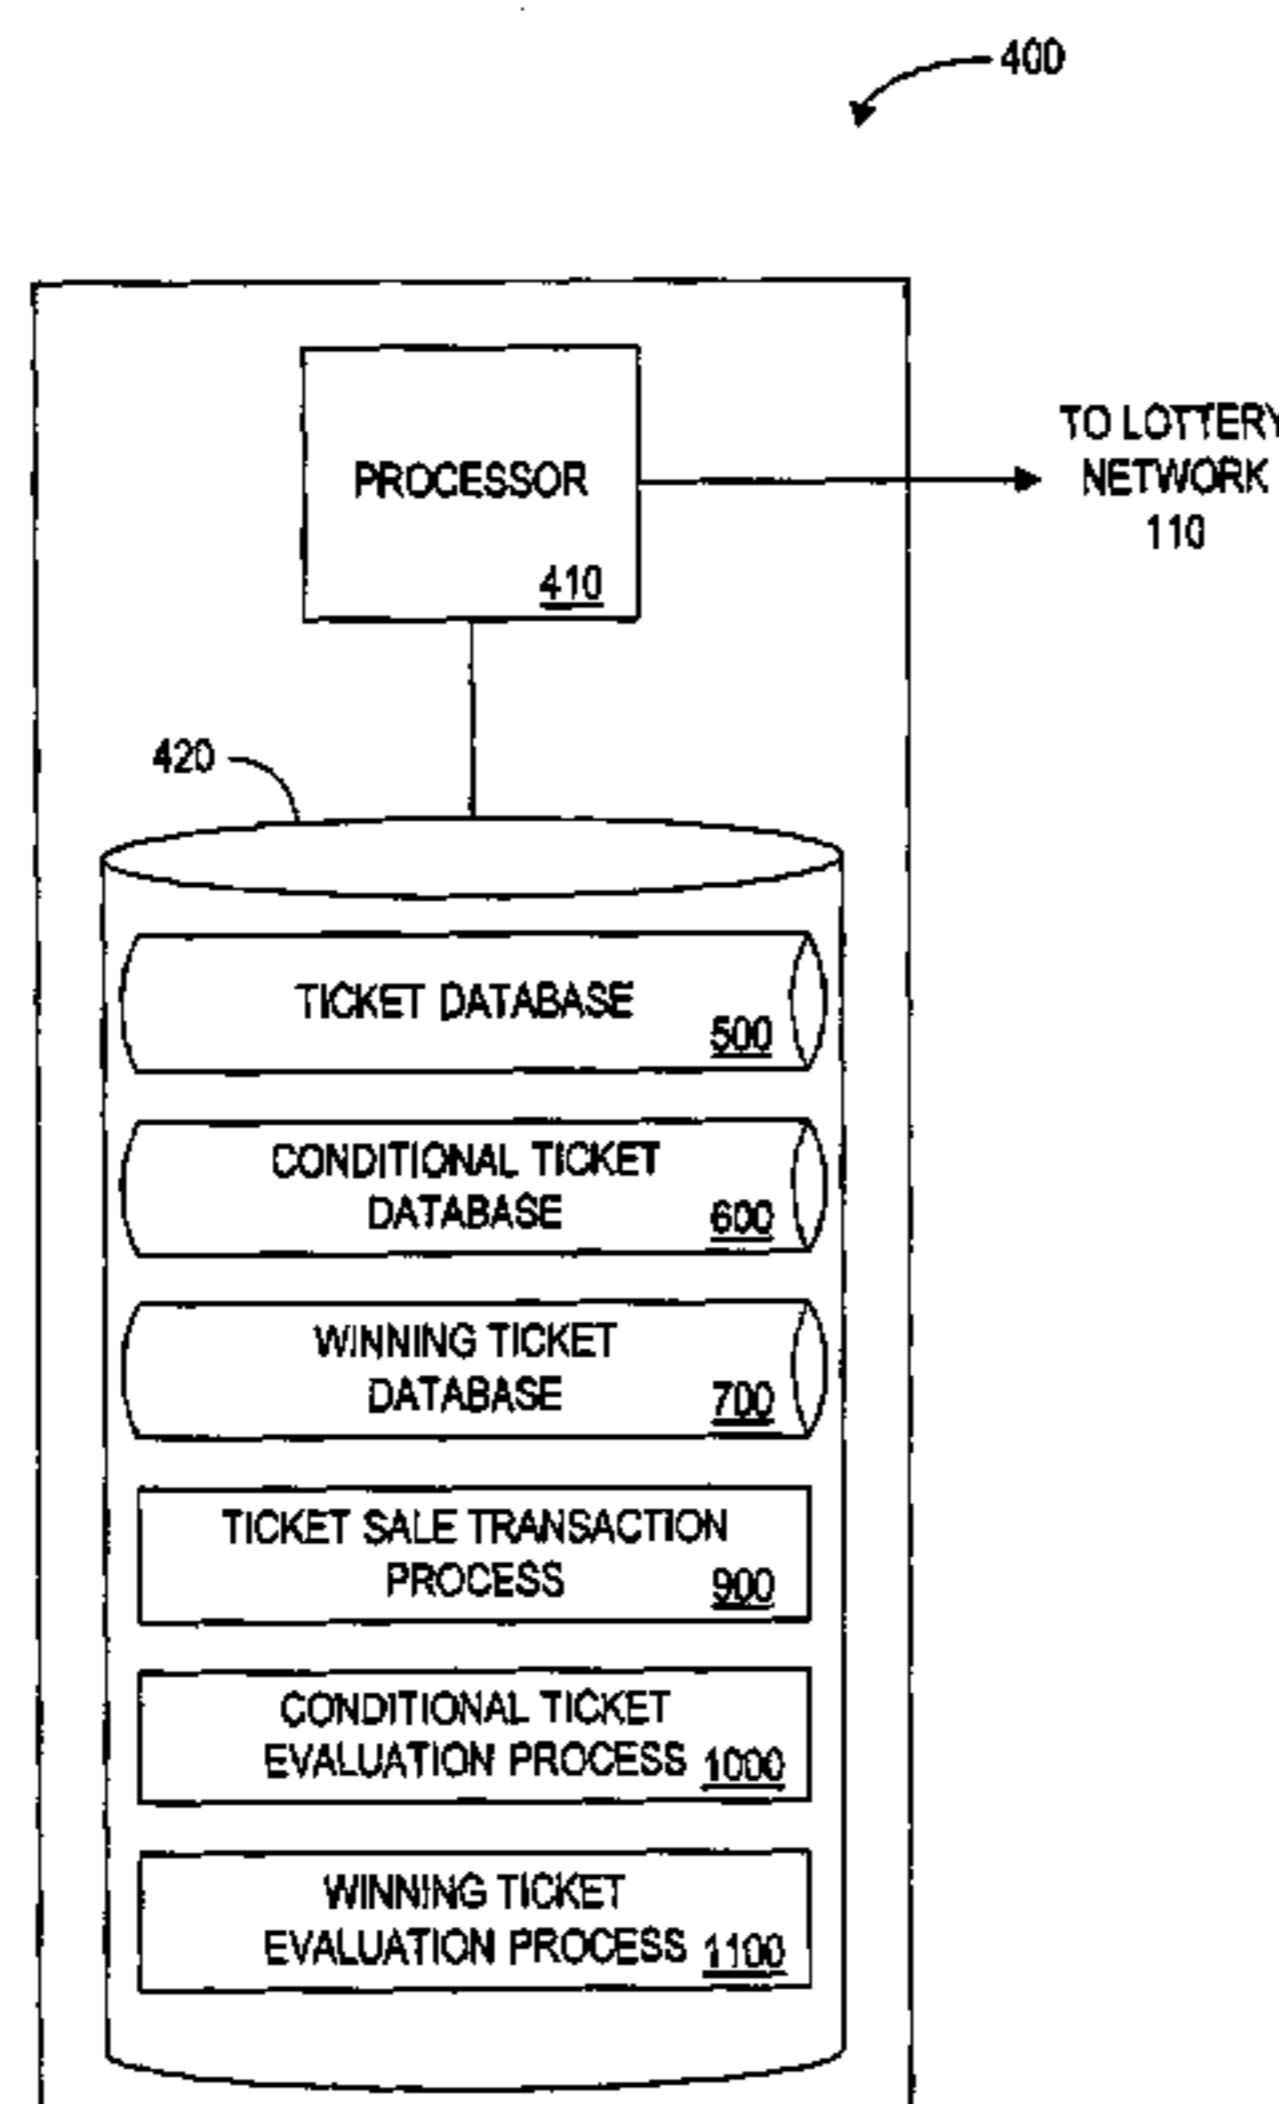 400
PROCESSOR
410
TO LOTTERY
NETWORK
110
420
TICKET DATABASE
500
CONDITIONAL TICKET
DATABASE
600
WINNING TICKET
DATABASE
700
TICKET SALE TRANSACTION
PROCESS
900
CONDITIONAL TICKET
EVALUATION PROCESS 1000
WINNING TICKET
EVALUATION PROCESS 1100